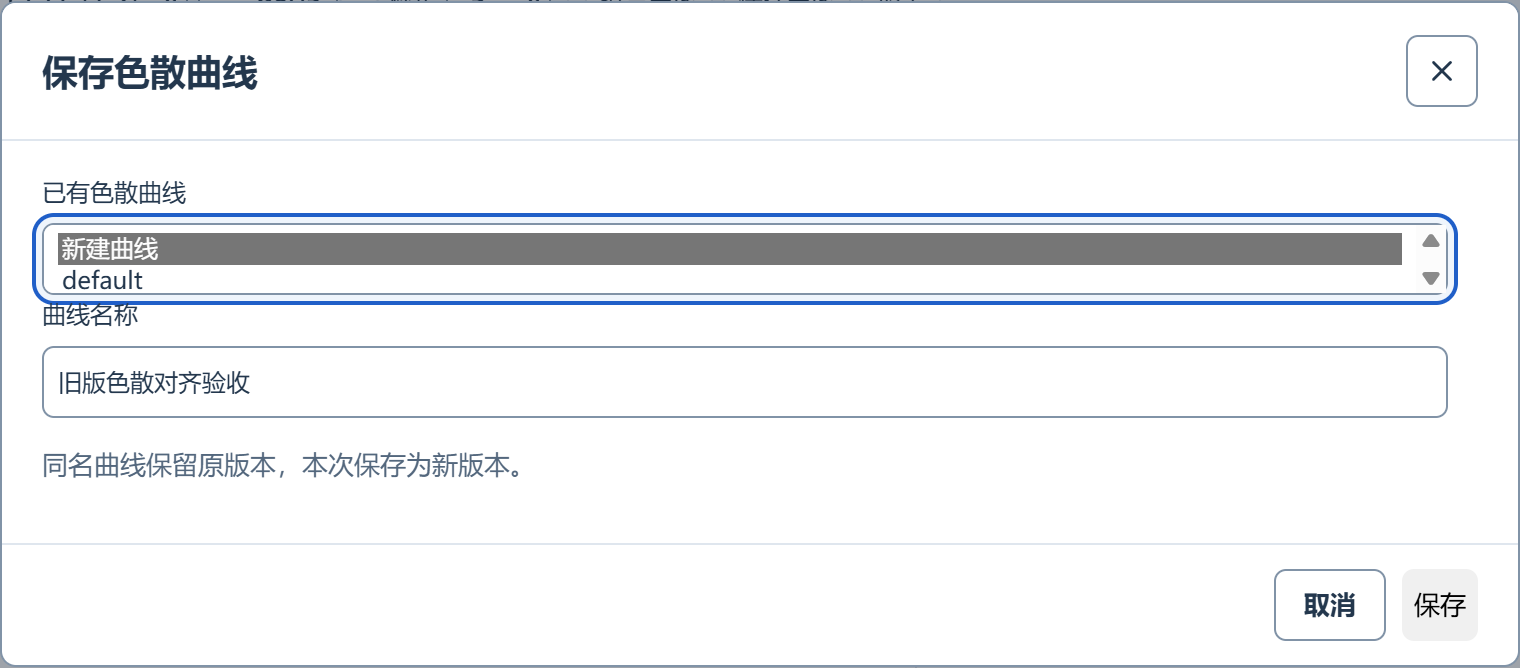 保存色散曲线
已有色散曲线
新建曲线
default
曲线名称
旧版色散对齐验收
同名曲线保留原版本，本次保存为新版本。
取消
保存